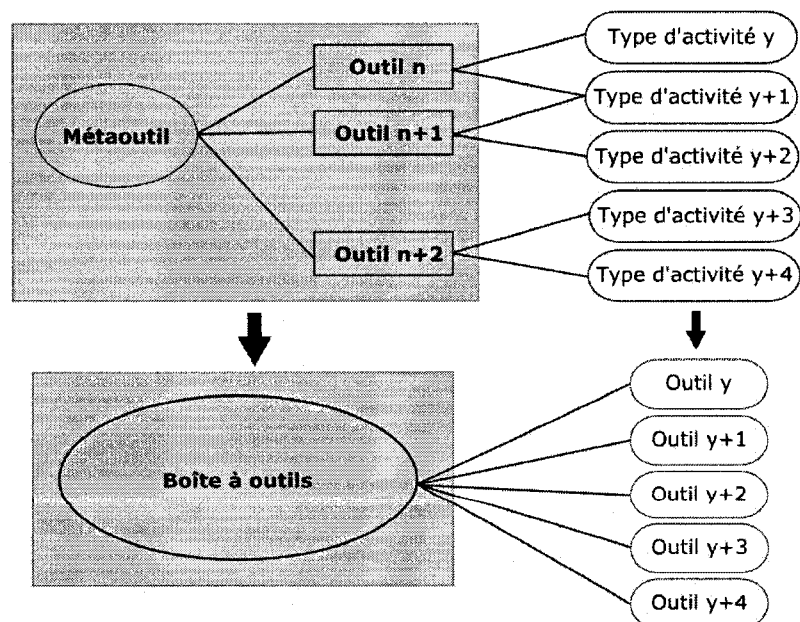 Type d'activité y
Outil n
Type d'activité y+1
Métaoutil
Outil n+1
Type d'activité y+2
Type d'activité y+3
Outil n+2
Type d'activité y+4
Outil y
Outil y+1
Boîte à outils
Outil y+2
Outil y+3
Outil y+4